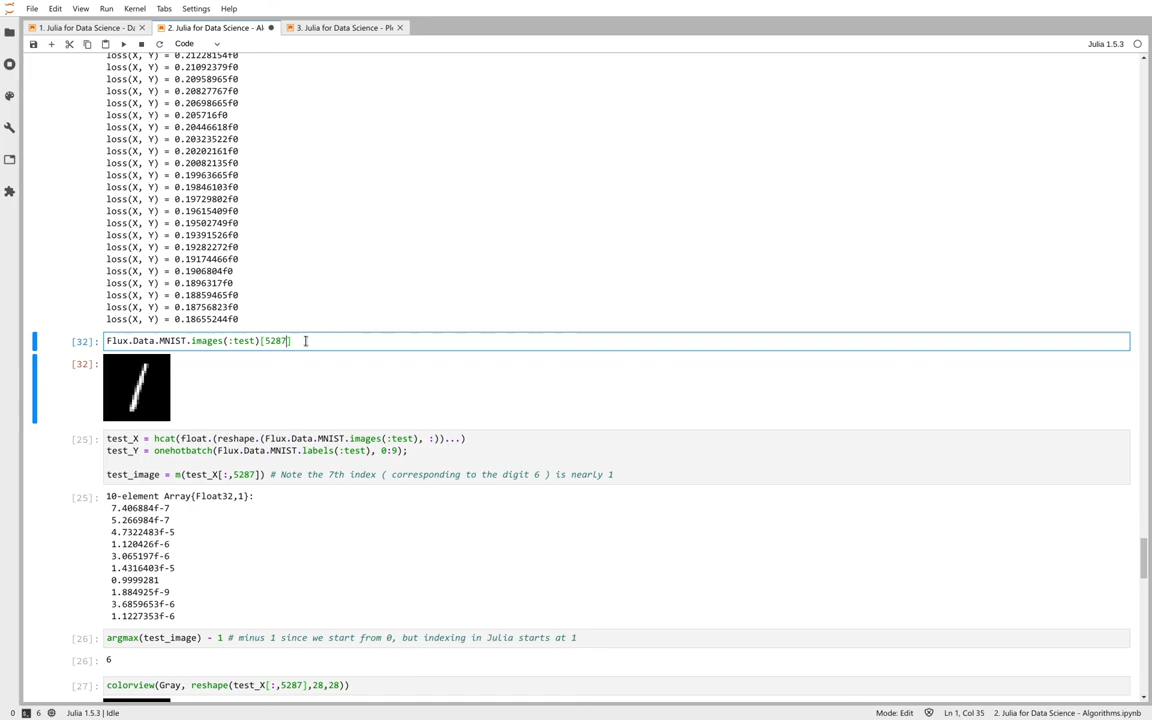 File Edit View Run Kernel Tabs Settings Help
1. Julia for Data Science - Da
2. Julia for Data Science - Al
3. Julia for Data Science - Plo
Code
Julia 1.5.3
loss(X, Y) = 0.21228154f0
loss(X, Y) = 0.21092379f0
loss(X, Y) = 0.20958965f0
loss(X, Y) = 0.20827767f0
loss(X, Y) = 0.20698665f0
loss(X, Y) = 0.205716f0
loss(X, Y) = 0.20446618f0
loss(X, Y) = 0.20323522f0
loss(X, Y) = 0.20202161f0
loss(X, Y) = 0.20082135f0
loss(X, Y) = 0.19963665f0
loss(X, Y) = 0.19846103f0
loss(X, Y) = 0.19729802f0
loss(X, Y) = 0.19615409f0
loss(X, Y) = 0.19502749f0
loss(X, Y) = 0.19391526f0
loss(X, Y) = 0.19282272f0
loss(X, Y) = 0.19174466f0
loss(X, Y) = 0.1906804f0
loss(X, Y) = 0.1896317f0
loss(X, Y) = 0.18859465f0
loss(X, Y) = 0.18756823f0
loss(X, Y) = 0.18655244f0
[32]: Flux.Data.MNIST.images(:test)[5287]
[32]:
[25]: test_X = hcat(float.(reshape.(Flux.Data.MNIST.images(:test), :))...)
test_Y = onehotbatch(Flux.Data.MNIST.labels(:test), 0:9);
test_image = m(test_X[:,5287]) # Note the 7th index ( corresponding to the digit 6 ) is nearly 1
[25]: 10-element Array{Float32,1}:
7.406884f-7
5.266984f-7
4.7322483f-5
1.120426f-6
3.065197f-6
1.4316403f-5
0.9999281
1.884925f-9
3.6859653f-6
1.1227353f-6
[26]: argmax(test_image) - 1 # minus 1 since we start from 0, but indexing in Julia starts at 1
[26]: 6
[27]: colorview(Gray, reshape(test_X[:,5287],28,28))
0 6 Julia 1.5.3 | Idle
Mode: Edit Ln 1, Col 35 2. Julia for Data Science - Algorithms.ipynb